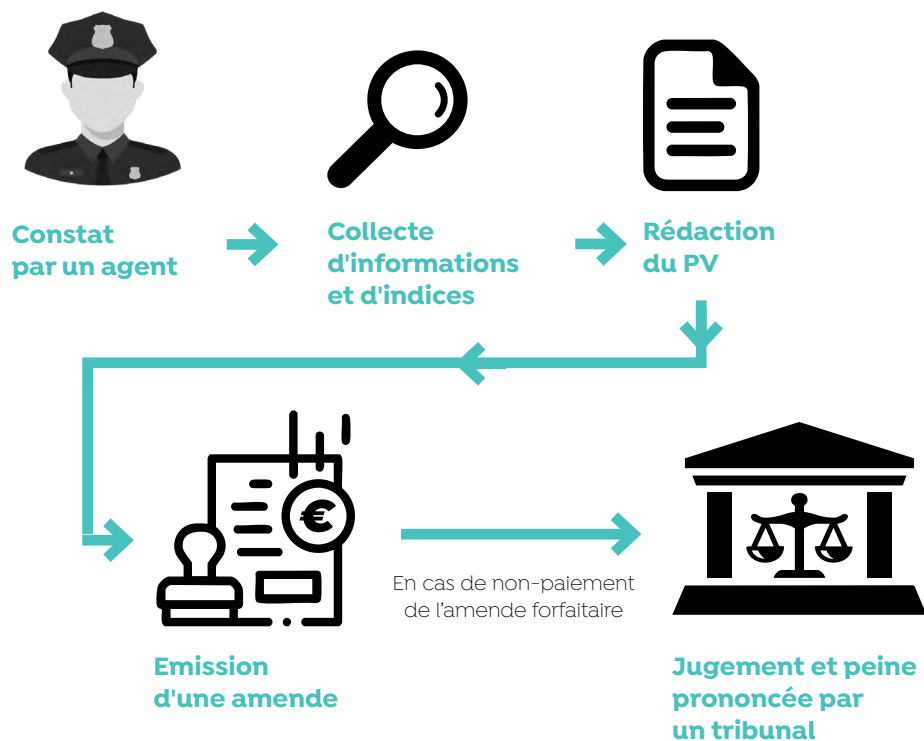 Constat
par un agent
Collecte
d'informations
et d'indices
Rédaction
du PV
€
En cas de non-paiement
de l'amende forfaitaire
Emission
d'une amende
Jugement et peine
prononcée par
un tribunal